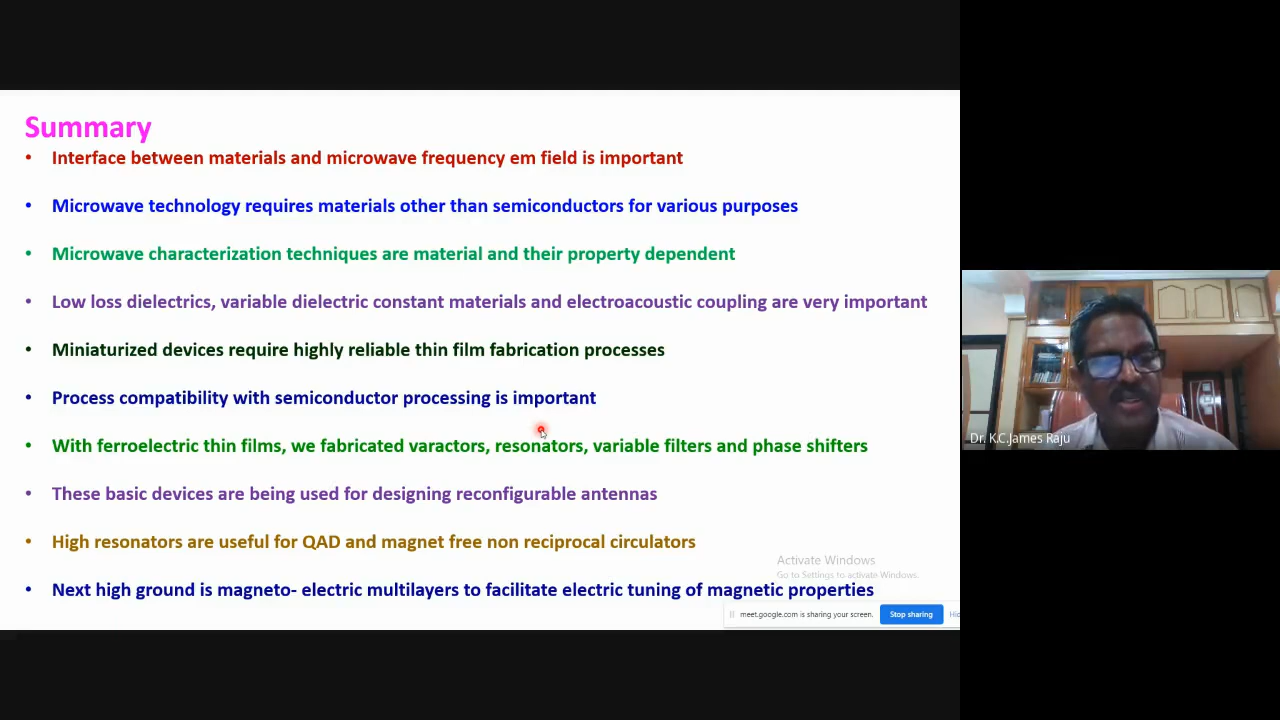 Summary
• Interface between materials and microwave frequency em field is important
• Microwave technology requires materials other than semiconductors for various purposes
• Microwave characterization techniques are material and their property dependent
• Low loss dielectrics, variable dielectric constant materials and electroacoustic coupling are very important
• Miniaturized devices require highly reliable thin film fabrication processes
• Process compatibility with semiconductor processing is important
• With ferroelectric thin films, we fabricated varactors, resonators, variable filters and phase shifters
• These basic devices are being used for designing reconfigurable antennas
• High resonators are useful for QAD and magnet free non reciprocal circulators
• Next high ground is magneto- electric multilayers to facilitate electric tuning of magnetic properties
Activate Windows
Go to Settings to activate Windows.
meet.google.com is sharing your screen.
Stop sharing
Dr. K.C.James Raju